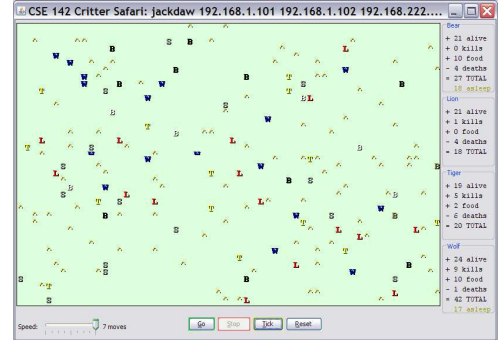 CSE 142 Critter Safari: jackdaw 192.168.1.101 192.168.1.102 192.168.222....
Bear
+ 21 alive
+ 0 kills
+ 10 food
- 4 deaths
= 27 TOTAL
18 asleep
Lion
+ 21 alive
+ 1 kills
+ 0 food
- 4 deaths
= 18 TOTAL
Tiger
+ 19 alive
+ 5 kills
+ 2 food
- 6 deaths
= 20 TOTAL
Wolf
+ 24 alive
+ 9 kills
+ 10 food
- 1 deaths
= 42 TOTAL
17 asleep
Speed: 7 moves Go Stop Tick Reset